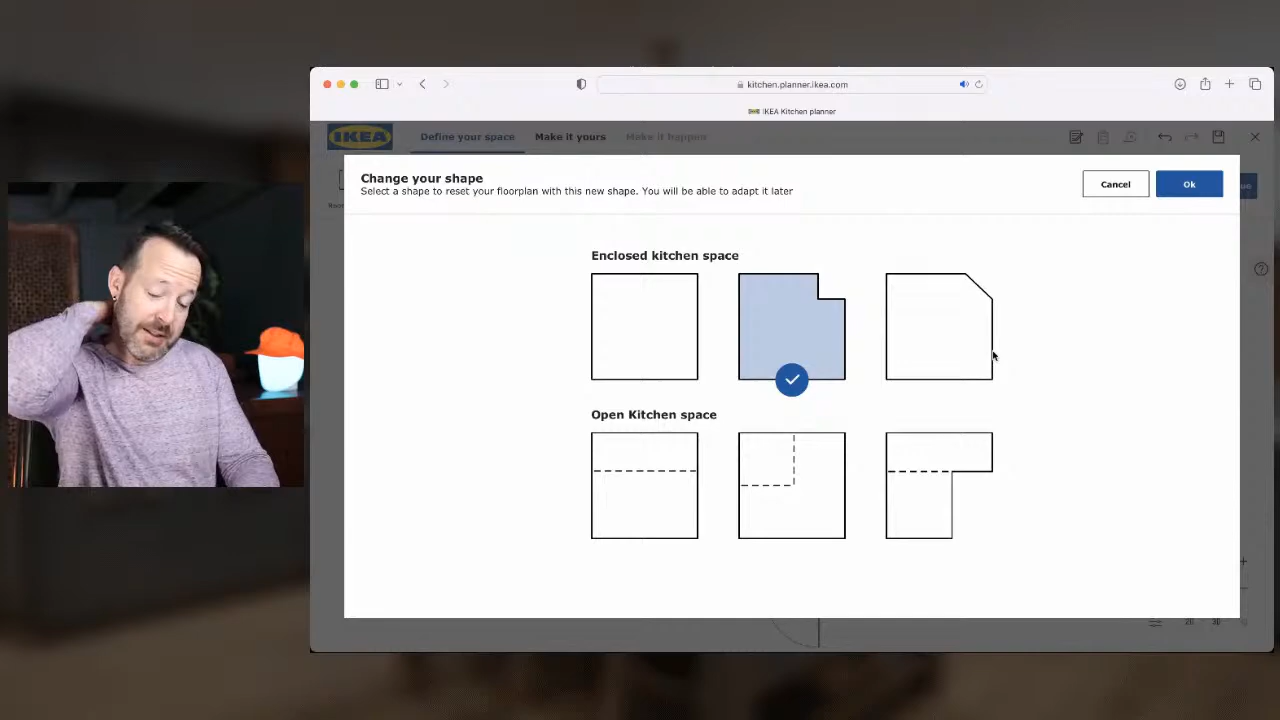 kitchen.planner.ikea.com
IKEA Kitchen planner
IKEA
Define your space
Make it yours
Make it happen
Change your shape
Select a shape to reset your floorplan with this new shape. You will be able to adapt it later
Cancel
Ok
Enclosed kitchen space
Open Kitchen space
2D
3D